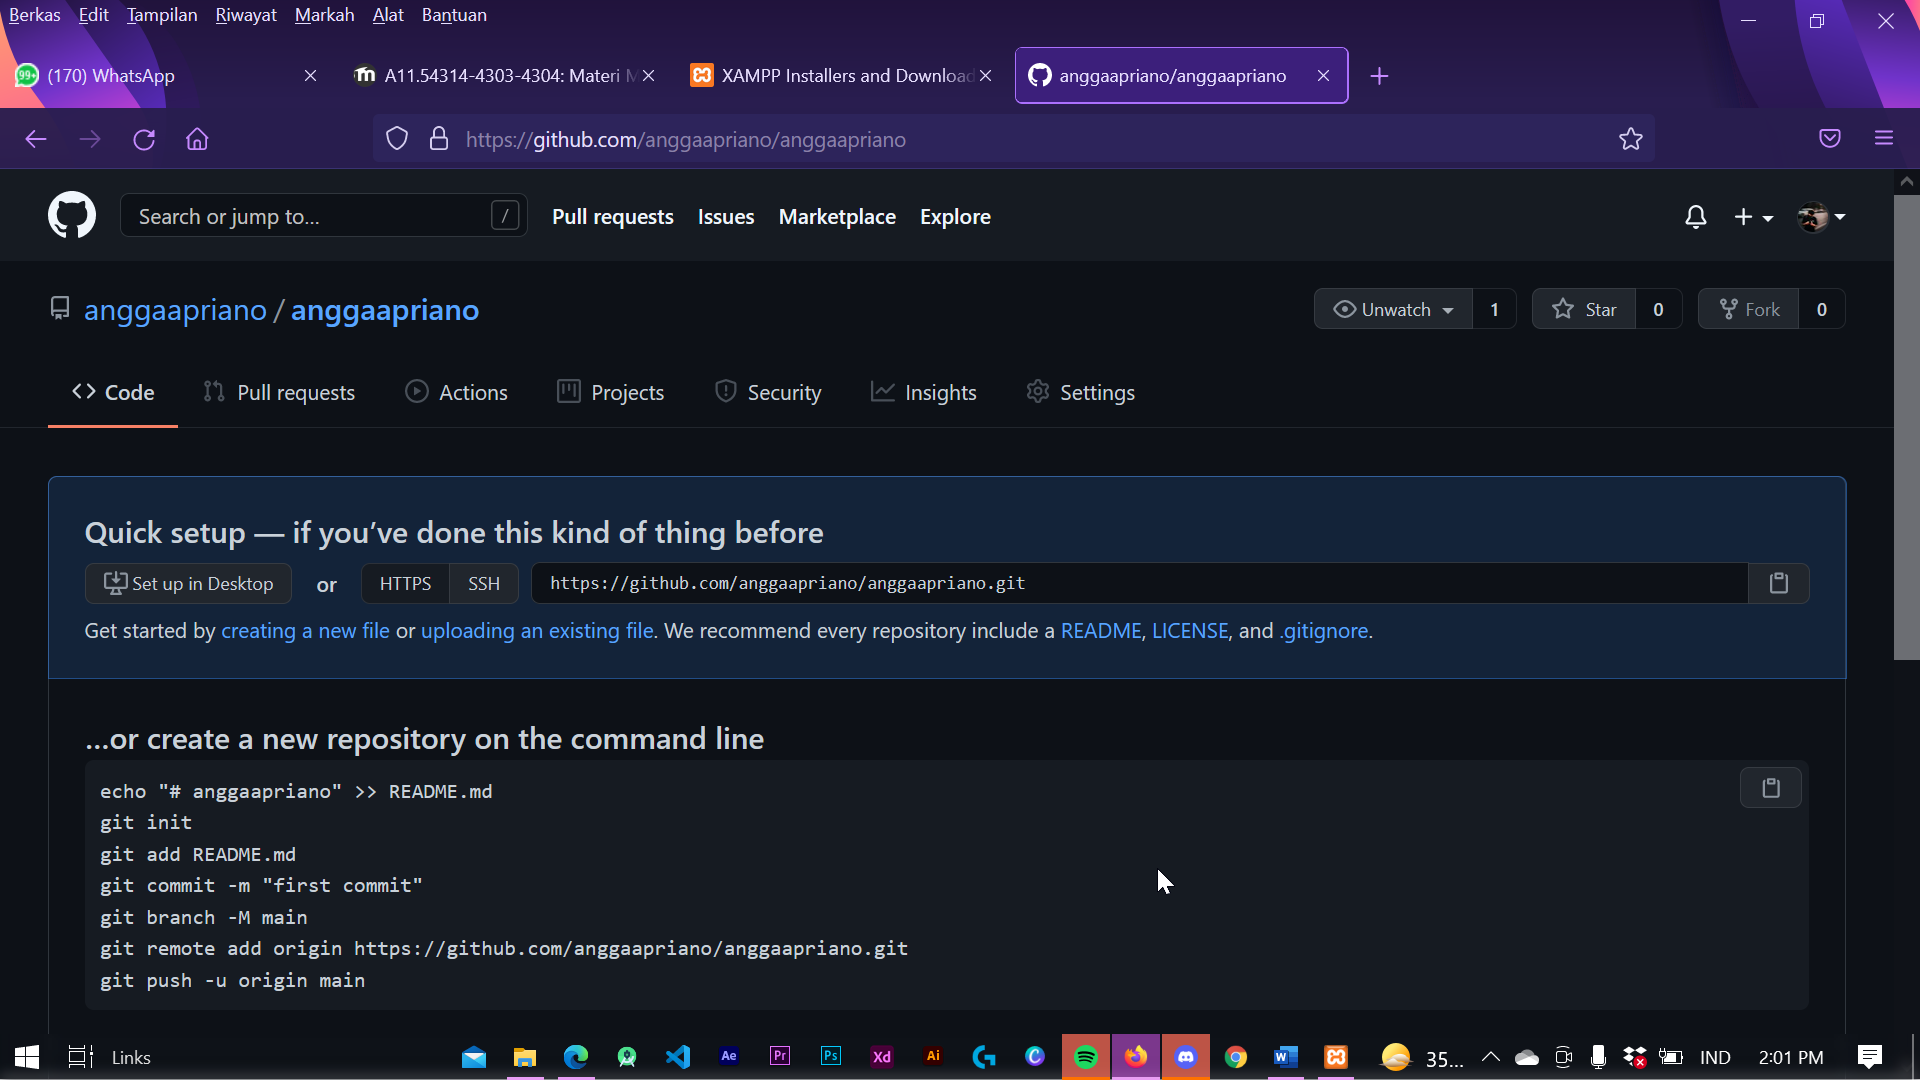 Berkas Edit Tampilan Riwayat Markah Alat Bantuan
99+ (170) WhatsApp
A11.54314-4303-4304: Materi M
XAMPP Installers and Download
anggaapriano/anggaapriano
https://github.com/anggaapriano/anggaapriano
Search or jump to... /
Pull requests Issues Marketplace Explore
anggaapriano / anggaapriano
Unwatch 1 Star 0 Fork 0
Code Pull requests Actions Projects Security Insights Settings
Quick setup — if you’ve done this kind of thing before
Set up in Desktop or HTTPS SSH https://github.com/anggaapriano/anggaapriano.git
Get started by creating a new file or uploading an existing file. We recommend every repository include a README, LICENSE, and .gitignore.
…or create a new repository on the command line
echo "# anggaapriano" >> README.md
git init
git add README.md
git commit -m "first commit"
git branch -M main
git remote add origin https://github.com/anggaapriano/anggaapriano.git
git push -u origin main
Links Ae Pr Ps Xd Ai 35... IND 2:01 PM